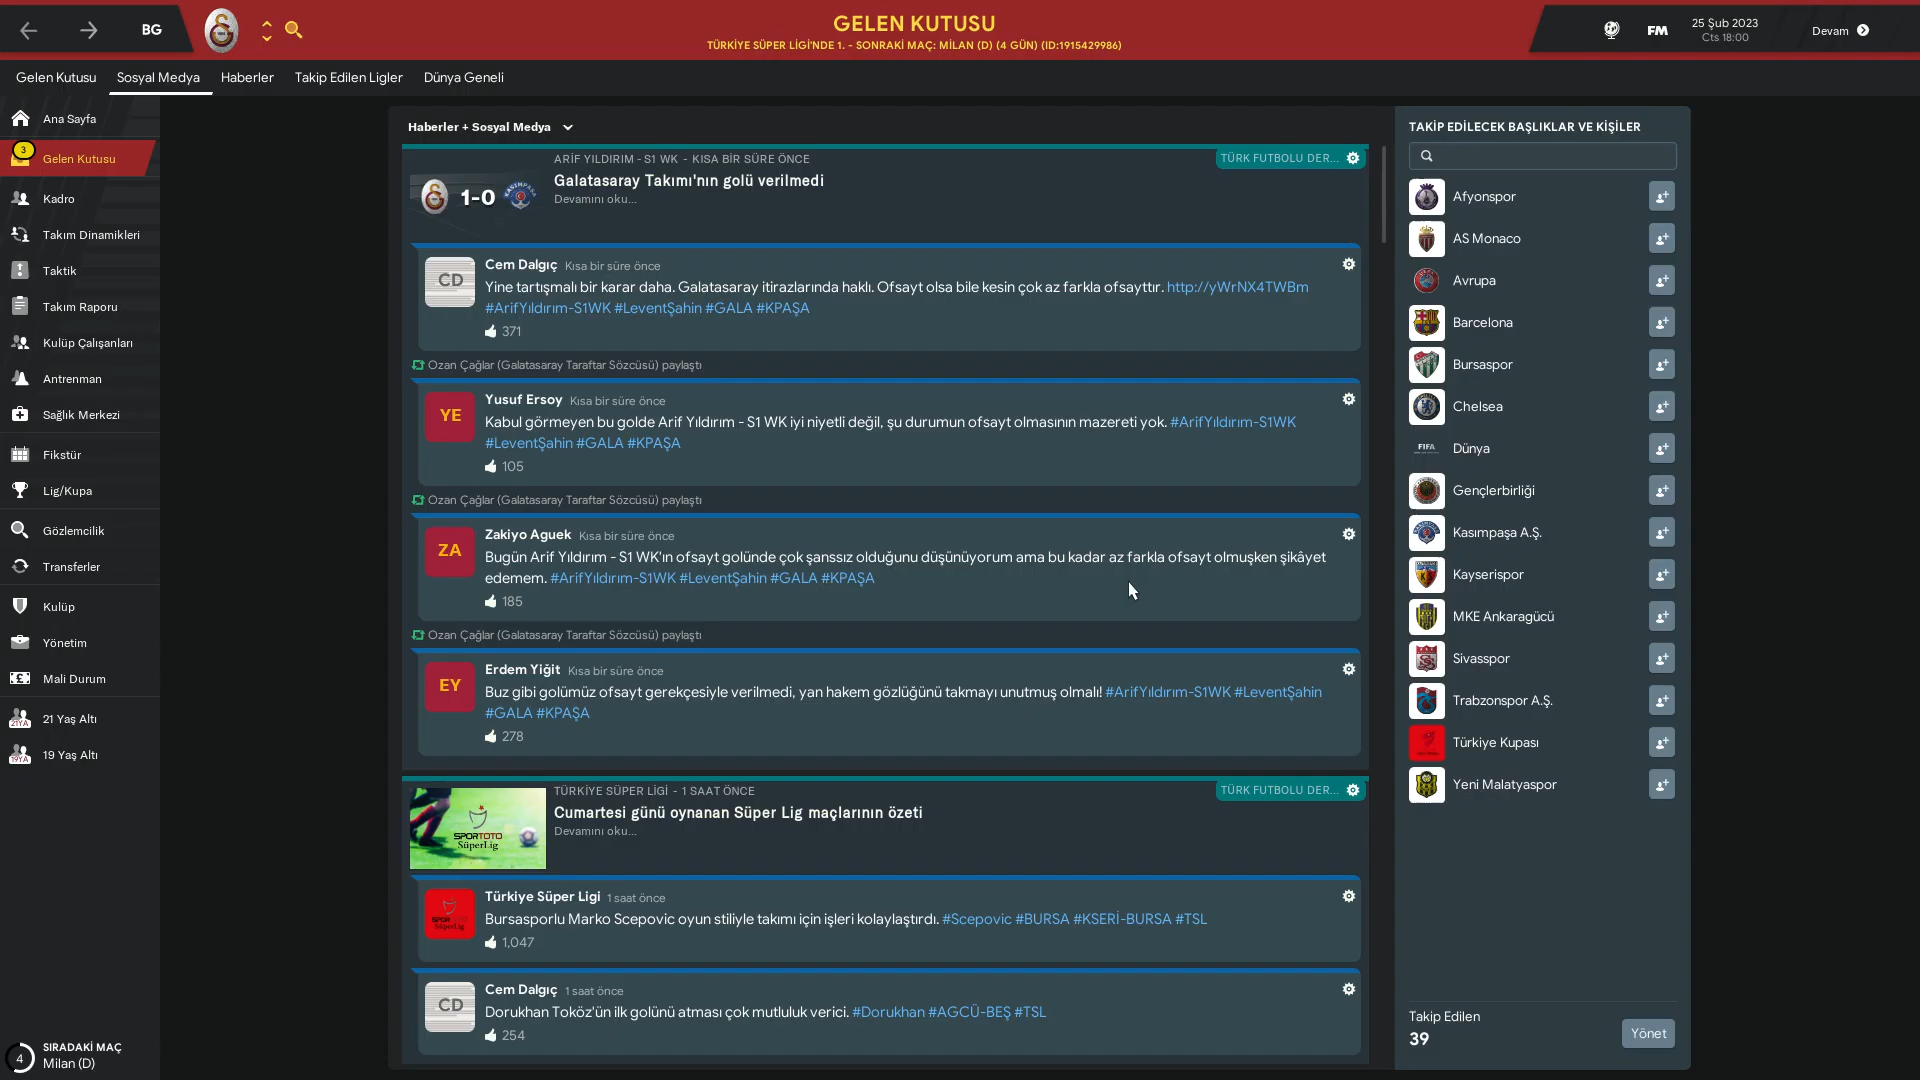 BG
GELEN KUTUSU
TÜRKİYE SÜPER LİGİ'NDE 1. - SONRAKİ MAÇ: MİLAN (D) (4 GÜN) (ID:1915429986)
FM
25 Şub 2023
Cts 18:00
Devam
Gelen Kutusu
Sosyal Medya
Haberler
Takip Edilen Ligler
Dünya Geneli
Ana Sayfa
3
Gelen Kutusu
Kadro
Takım Dinamikleri
Taktik
Takım Raporu
Kulüp Çalışanları
Antrenman
Sağlık Merkezi
Fikstür
Lig/Kupa
Gözlemcilik
Transferler
Kulüp
Yönetim
Mali Durum
21YA
21 Yaş Altı
19YA
19 Yaş Altı
4
SIRADAKİ MAÇ
Milan (D)
Haberler + Sosyal Medya
ARİF YILDIRIM - S1 WK - KISA BİR SÜRE ÖNCE
TÜRK FUTBOLU DER...
1-0
KASIMPAŞA
Galatasaray Takımı'nın golü verilmedi
Devamını oku...
CD
Cem Dalgıç Kısa bir süre önce
Yine tartışmalı bir karar daha. Galatasaray itirazlarında haklı. Ofsayt olsa bile kesin çok az farkla ofsayttır. http://yWrNX4TWBm
#ArifYıldırım-S1WK #LeventŞahin #GALA #KPAŞA
371
Ozan Çağlar (Galatasaray Taraftar Sözcüsü) paylaştı
YE
Yusuf Ersoy Kısa bir süre önce
Kabul görmeyen bu golde Arif Yıldırım - S1 WK iyi niyetli değil, şu durumun ofsayt olmasının mazereti yok. #ArifYıldırım-S1WK
#LeventŞahin #GALA #KPAŞA
105
Ozan Çağlar (Galatasaray Taraftar Sözcüsü) paylaştı
ZA
Zakiyo Aguek Kısa bir süre önce
Bugün Arif Yıldırım - S1 WK'ın ofsayt golünde çok şanssız olduğunu düşünüyorum ama bu kadar az farkla ofsayt olmuşken şikâyet
edemem. #ArifYıldırım-S1WK #LeventŞahin #GALA #KPAŞA
185
Ozan Çağlar (Galatasaray Taraftar Sözcüsü) paylaştı
EY
Erdem Yiğit Kısa bir süre önce
Buz gibi golümüz ofsayt gerekçesiyle verilmedi, yan hakem gözlüğünü takmayı unutmuş olmalı! #ArifYıldırım-S1WK #LeventŞahin
#GALA #KPAŞA
278
TÜRKİYE SÜPER LİGİ - 1 SAAT ÖNCE
TÜRK FUTBOLU DER...
SPORTOTO
SüperLig
Cumartesi günü oynanan Süper Lig maçlarının özeti
Devamını oku...
SPORTOTO
SüperLig
Türkiye Süper Ligi 1 saat önce
Bursasporlu Marko Scepovic oyun stiliyle takımı için işleri kolaylaştırdı. #Scepovic #BURSA #KSERİ-BURSA #TSL
1,047
CD
Cem Dalgıç 1 saat önce
Dorukhan Toköz'ün ilk golünü atması çok mutluluk verici. #Dorukhan #AGCÜ-BEŞ #TSL
254
TAKİP EDİLECEK BAŞLIKLAR VE KİŞİLER
Afyonspor
AS Monaco
Avrupa
Barcelona
Bursaspor
Chelsea
FIFA
Dünya
Gençlerbirliği
Kasımpaşa A.Ş.
Kayserispor
MKE Ankaragücü
Sivasspor
Trabzonspor A.Ş.
Türkiye Kupası
Yeni Malatyaspor
Takip Edilen
39
Yönet